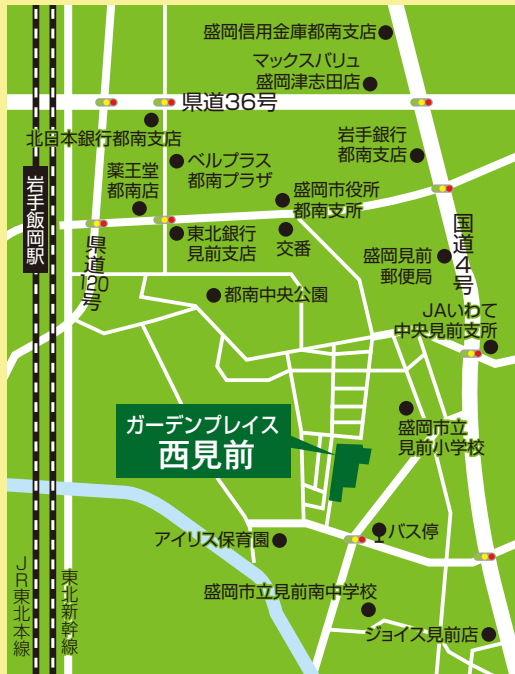 盛岡信用金庫都南支店
マックスバリュ
盛岡津志田店
県道36号
北日本銀行都南支店
岩手銀行
都南支店
ベルプラス
都南プラザ
薬王堂
都南店
岩手飯岡駅
盛岡市役所
都南支所
東北銀行
見前支店
交番
県道120号
国道4号
盛岡見前
郵便局
都南中央公園
JAいわて
中央見前支所
ガーデンプレイス
西見前
盛岡市立
見前小学校
アイリス保育園
バス停
JR東北本線
東北新幹線
盛岡市立見前南中学校
ジョイス見前店